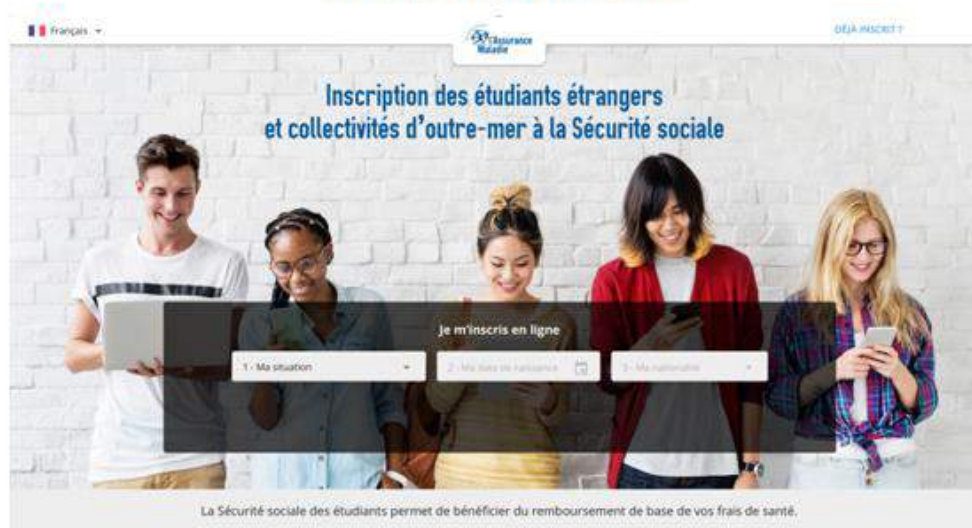 Français
l'Assurance
Maladie
DÉJÀ INSCRIT ?
Inscription des étudiants étrangers
et collectivités d'outre-mer à la Sécurité sociale
Je m'inscris en ligne
1 - Ma situation
2 - Ma date de naissance
3 - Ma nationalité
La Sécurité sociale des étudiants permet de bénéficier du remboursement de base de vos frais de santé.